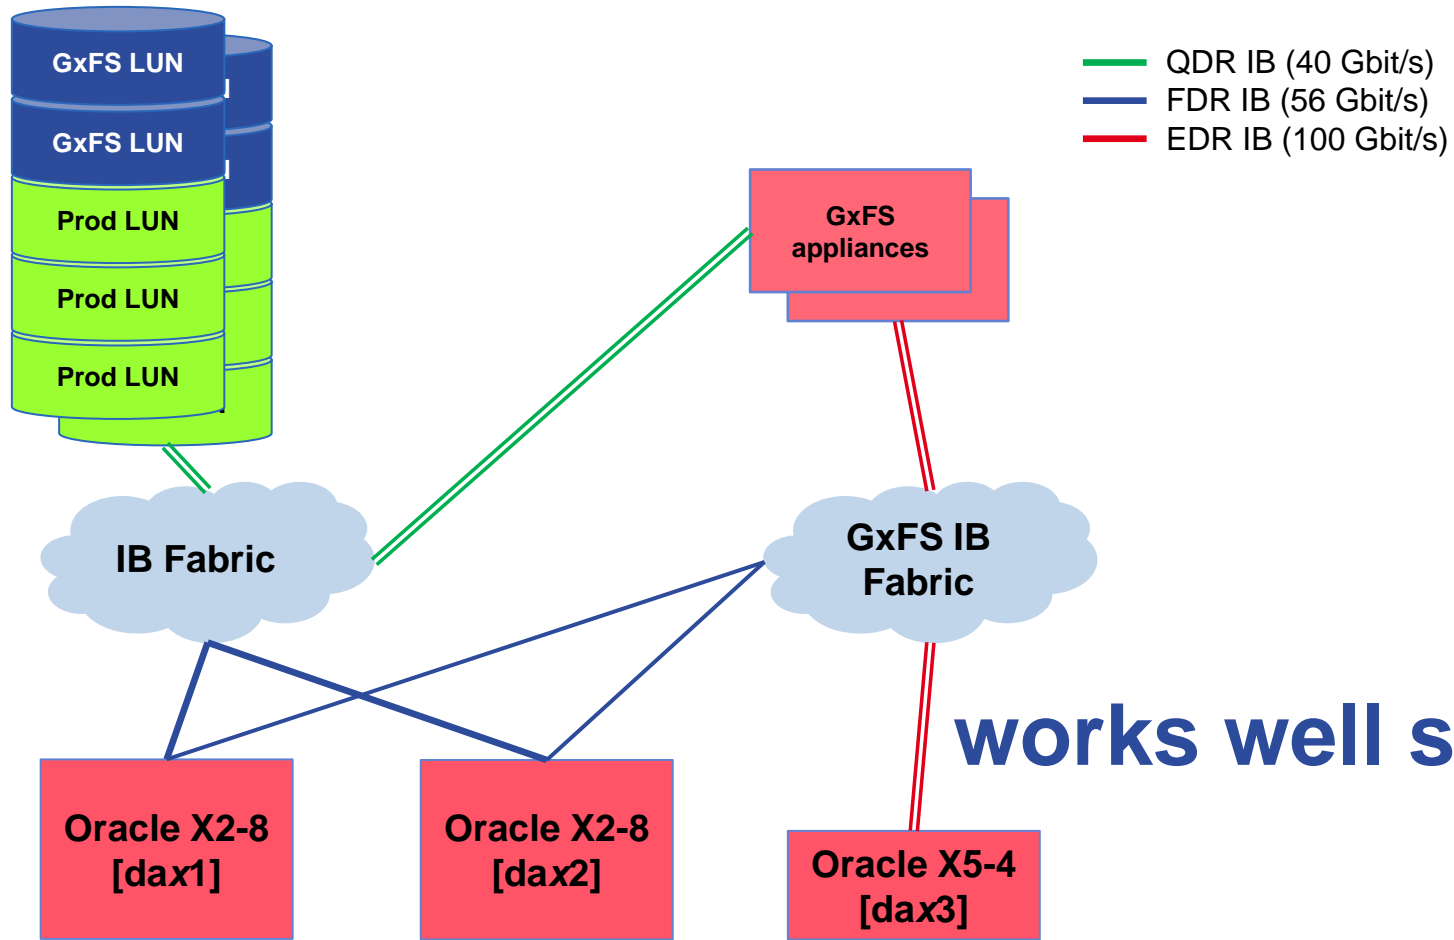 GxFS LUN
GxFS LUN
Prod LUN
Prod LUN
Prod LUN
QDR IB (40 Gbit/s)
FDR IB (56 Gbit/s)
EDR IB (100 Gbit/s)
GxFS
appliances
IB Fabric
GxFS IB
Fabric
works well s
Oracle X2-8
[dax1]
Oracle X2-8
[dax2]
Oracle X5-4
[dax3]